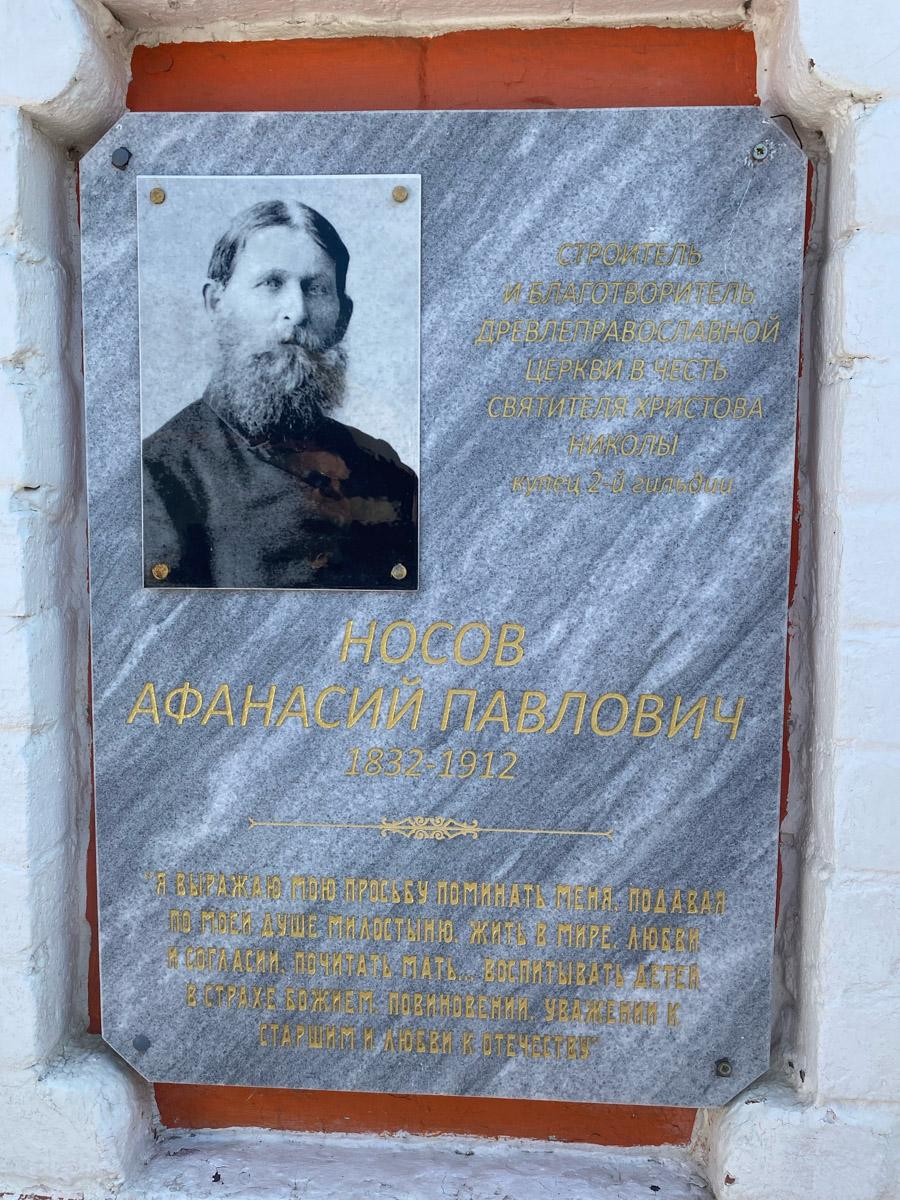 СТРОИТЕЛЬ
И БЛАГОТВОРИТЕЛЬ
ДРЕВЛЕПРАВОСЛАВНОЙ
ЦЕРКВИ В ЧЕСТЬ
СВЯТИТЕЛЯ ХРИСТОВА
НИКОЛЫ
купец 2-й гильдии
НОСОВ
АФАНАСИЙ ПАВЛОВИЧ
1832-1912
"Я ВЫРАЖАЮ МОЮ ПРОСЬБУ ПОМИНАТЬ МЕНЯ, ПОДАВАЯ
ПО МОЕЙ ДУШЕ МИЛОСТЫНЮ, ЖИТЬ В МИРЕ, ЛЮБВИ
И СОГЛАСИИ, ПОЧИТАТЬ МАТЬ... ВОСПИТЫВАТЬ ДЕТЕЙ
В СТРАХЕ БОЖИЕМ, ПОВИНОВЕНИИ, УВАЖЕНИИ К
СТАРШИМ И ЛЮБВИ К ОТЕЧЕСТВУ"